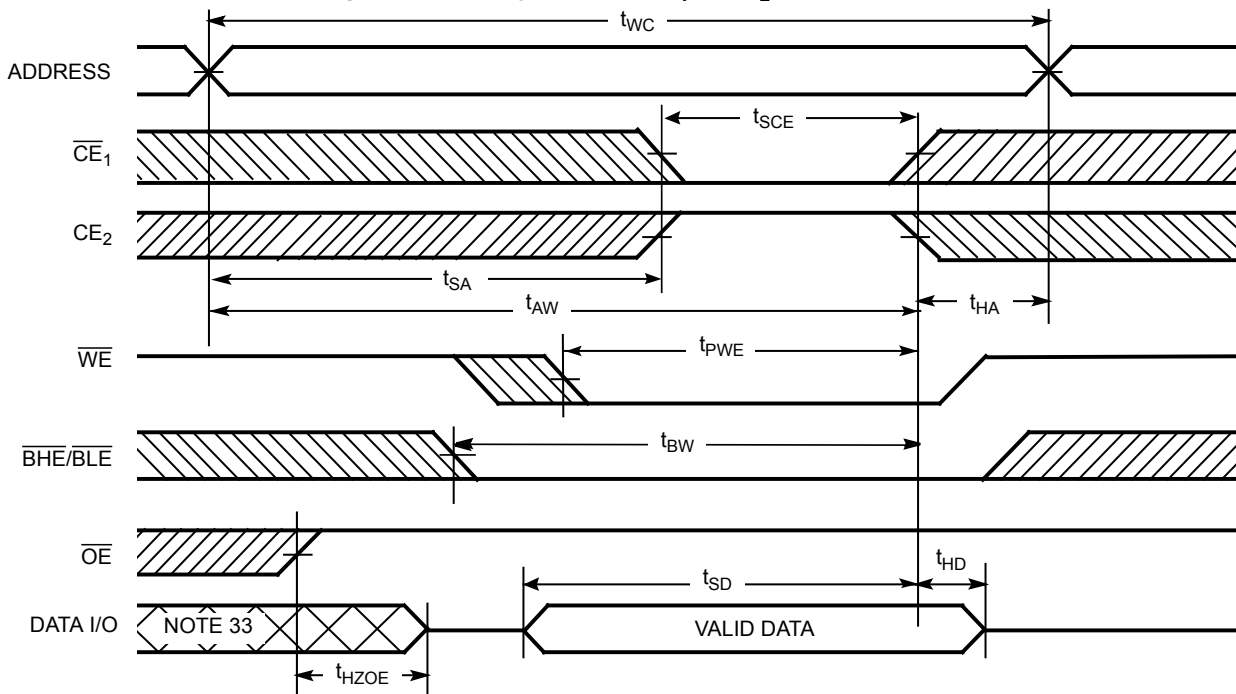 tWC
ADDRESS
tSCE
CE1
CE2
tSA
tAW
tHA
WE
tPWE
BHE/BLE
tBW
OE
tSD
tHD
DATA I/O
NOTE 33
VALID DATA
tHZOE